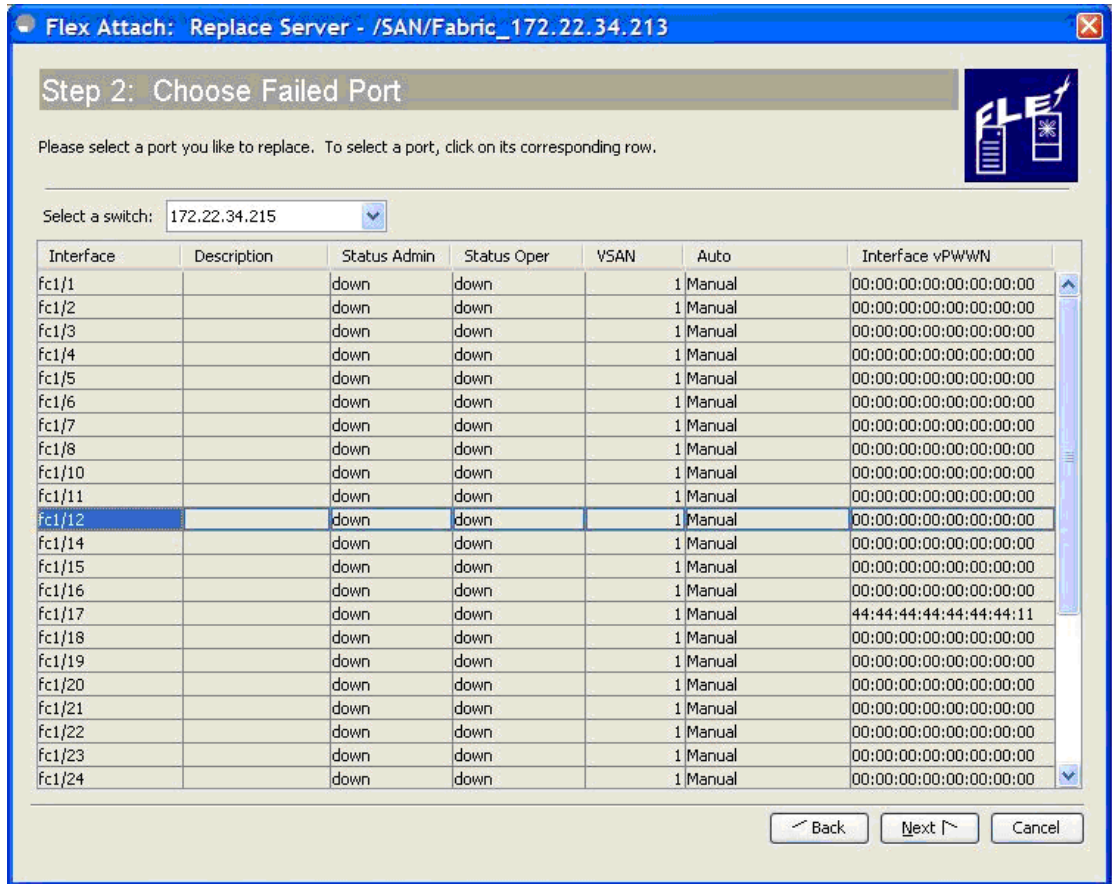 Flex Attach: Replace Server - /SAN/Fabric_172.22.34.213
Step 2: Choose Failed Port
FLEX
Please select a port you like to replace. To select a port, click on its corresponding row.
Select a switch: 172.22.34.215
Interface Description Status Admin Status Oper VSAN Auto Interface vPWWN
fc1/1 down down 1 Manual 00:00:00:00:00:00:00:00
fc1/2 down down 1 Manual 00:00:00:00:00:00:00:00
fc1/3 down down 1 Manual 00:00:00:00:00:00:00:00
fc1/4 down down 1 Manual 00:00:00:00:00:00:00:00
fc1/5 down down 1 Manual 00:00:00:00:00:00:00:00
fc1/6 down down 1 Manual 00:00:00:00:00:00:00:00
fc1/7 down down 1 Manual 00:00:00:00:00:00:00:00
fc1/8 down down 1 Manual 00:00:00:00:00:00:00:00
fc1/10 down down 1 Manual 00:00:00:00:00:00:00:00
fc1/11 down down 1 Manual 00:00:00:00:00:00:00:00
fc1/12 down down 1 Manual 00:00:00:00:00:00:00:00
fc1/14 down down 1 Manual 00:00:00:00:00:00:00:00
fc1/15 down down 1 Manual 00:00:00:00:00:00:00:00
fc1/16 down down 1 Manual 00:00:00:00:00:00:00:00
fc1/17 down down 1 Manual 44:44:44:44:44:44:44:11
fc1/18 down down 1 Manual 00:00:00:00:00:00:00:00
fc1/19 down down 1 Manual 00:00:00:00:00:00:00:00
fc1/20 down down 1 Manual 00:00:00:00:00:00:00:00
fc1/21 down down 1 Manual 00:00:00:00:00:00:00:00
fc1/22 down down 1 Manual 00:00:00:00:00:00:00:00
fc1/23 down down 1 Manual 00:00:00:00:00:00:00:00
fc1/24 down down 1 Manual 00:00:00:00:00:00:00:00
Back Next Cancel